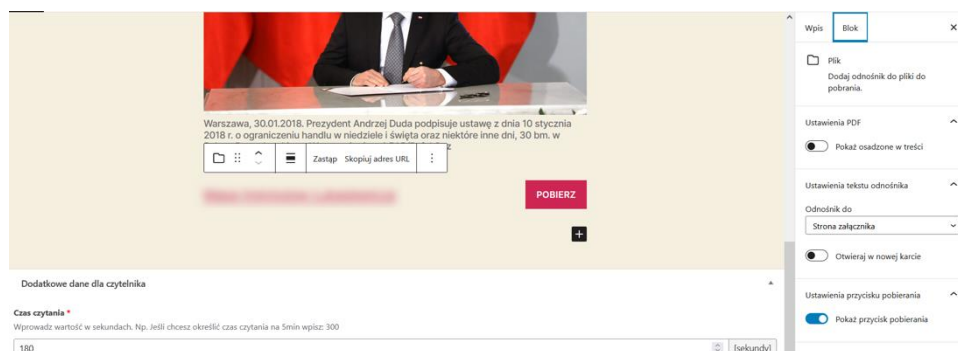 Warszawa, 30.01.2018. Prezydent Andrzej Duda podpisuje ustawę z dnia 10 stycznia
2018 r. o ograniczeniu handlu w niedziele i święta oraz niektóre inne dni, 30 bm. w
Zastąp Skopiuj adres URL
POBIERZ
Dodatkowe dane dla czytelnika
Czas czytania *
Wprowadz wartość w sekundach. Np. Jeśli chcesz określić czas czytania na 5min wpisz: 300
180 [sekundy]
Wpis Blok
Plik
Dodaj odnośnik do pliki do
pobrania.
Ustawienia PDF
Pokaż osadzone w treści
Ustawienia tekstu odnośnika
Odnośnik do
Strona załącznika
Otwieraj w nowej karcie
Ustawienia przycisku pobierania
Pokaż przycisk pobierania